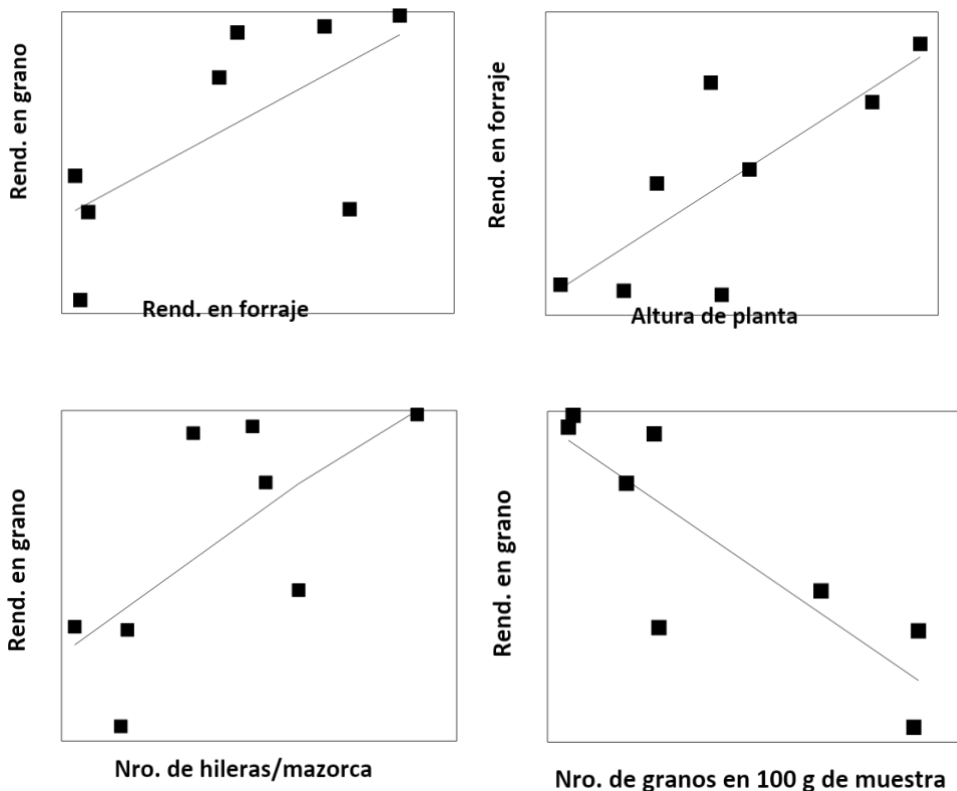 Rend. en grano
Rend. en forraje
Rend. en forraje
Altura de planta
Rend. en grano
Nro. de hileras/mazorca
Rend. en grano
Nro. de granos en 100 g de muestra